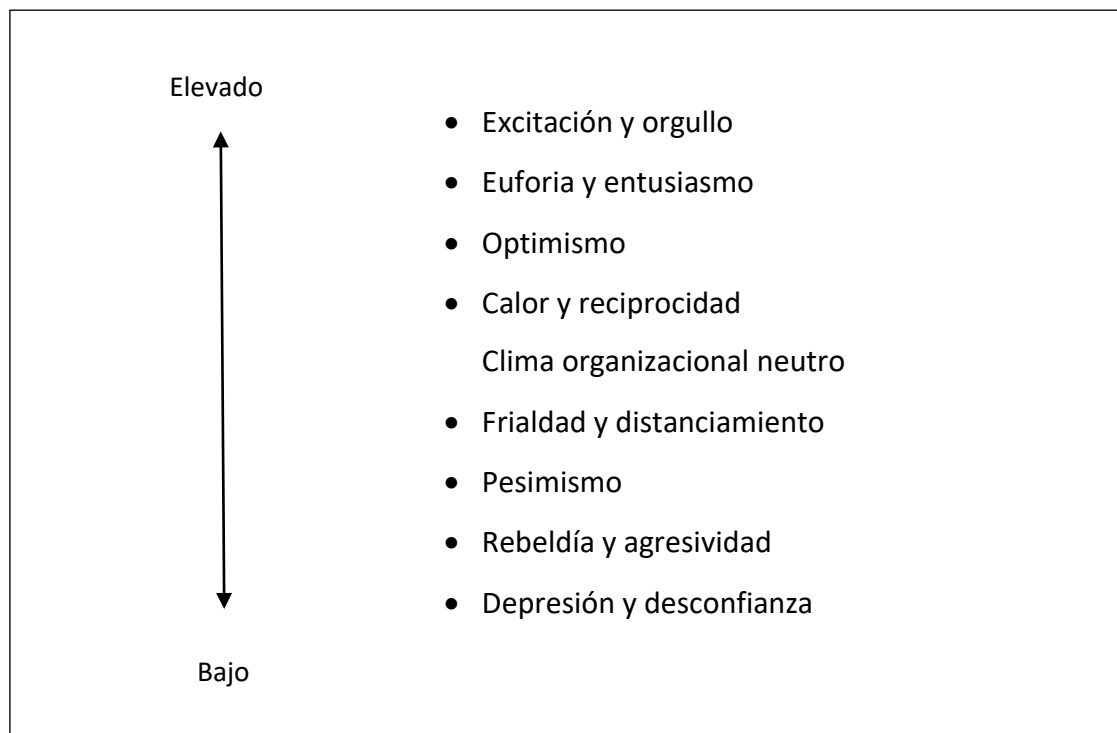 Elevado
• Excitación y orgullo
• Euforia y entusiasmo
• Optimismo
• Calor y reciprocidad
Clima organizacional neutro
• Frialdad y distanciamiento
• Pesimismo
• Rebeldía y agresividad
• Depresión y desconfianza
Bajo